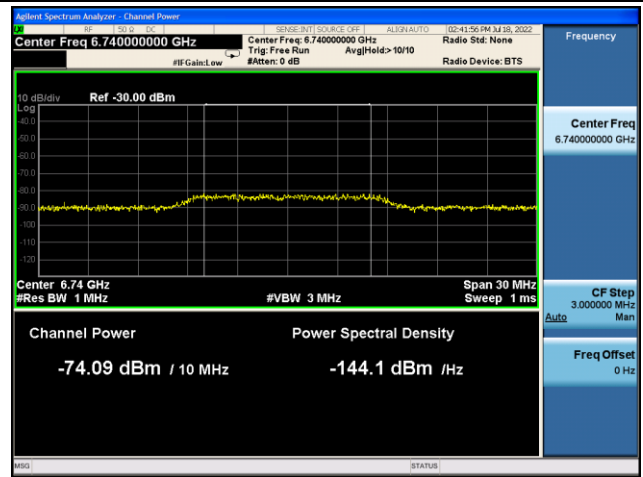 Agilent Spectrum Analyzer - Channel Power
RF 50 Ω DC SENSE:INT SOURCE OFF ALIGNAUTO 02:41:56 PM Jul 18, 2022
Center Freq 6.740000000 GHz
Center Freq: 6.740000000 GHz
Radio Std: None
Trig: Free Run Avg|Hold:> 10/10
#IFGain:Low #Atten: 0 dB Radio Device: BTS
Frequency
10 dB/div Ref -30.00 dBm
Log
-40.0
-50.0
-60.0
-70.0
-80.0
-90.0
-100
-110
-120
Center 6.74 GHz Span 30 MHz
#Res BW 1 MHz #VBW 3 MHz Sweep 1 ms
Center Freq
6.740000000 GHz
CF Step
3.000000 MHz
Auto Man
Freq Offset
0 Hz
Channel Power Power Spectral Density
-74.09 dBm / 10 MHz -144.1 dBm /Hz
MSG STATUS